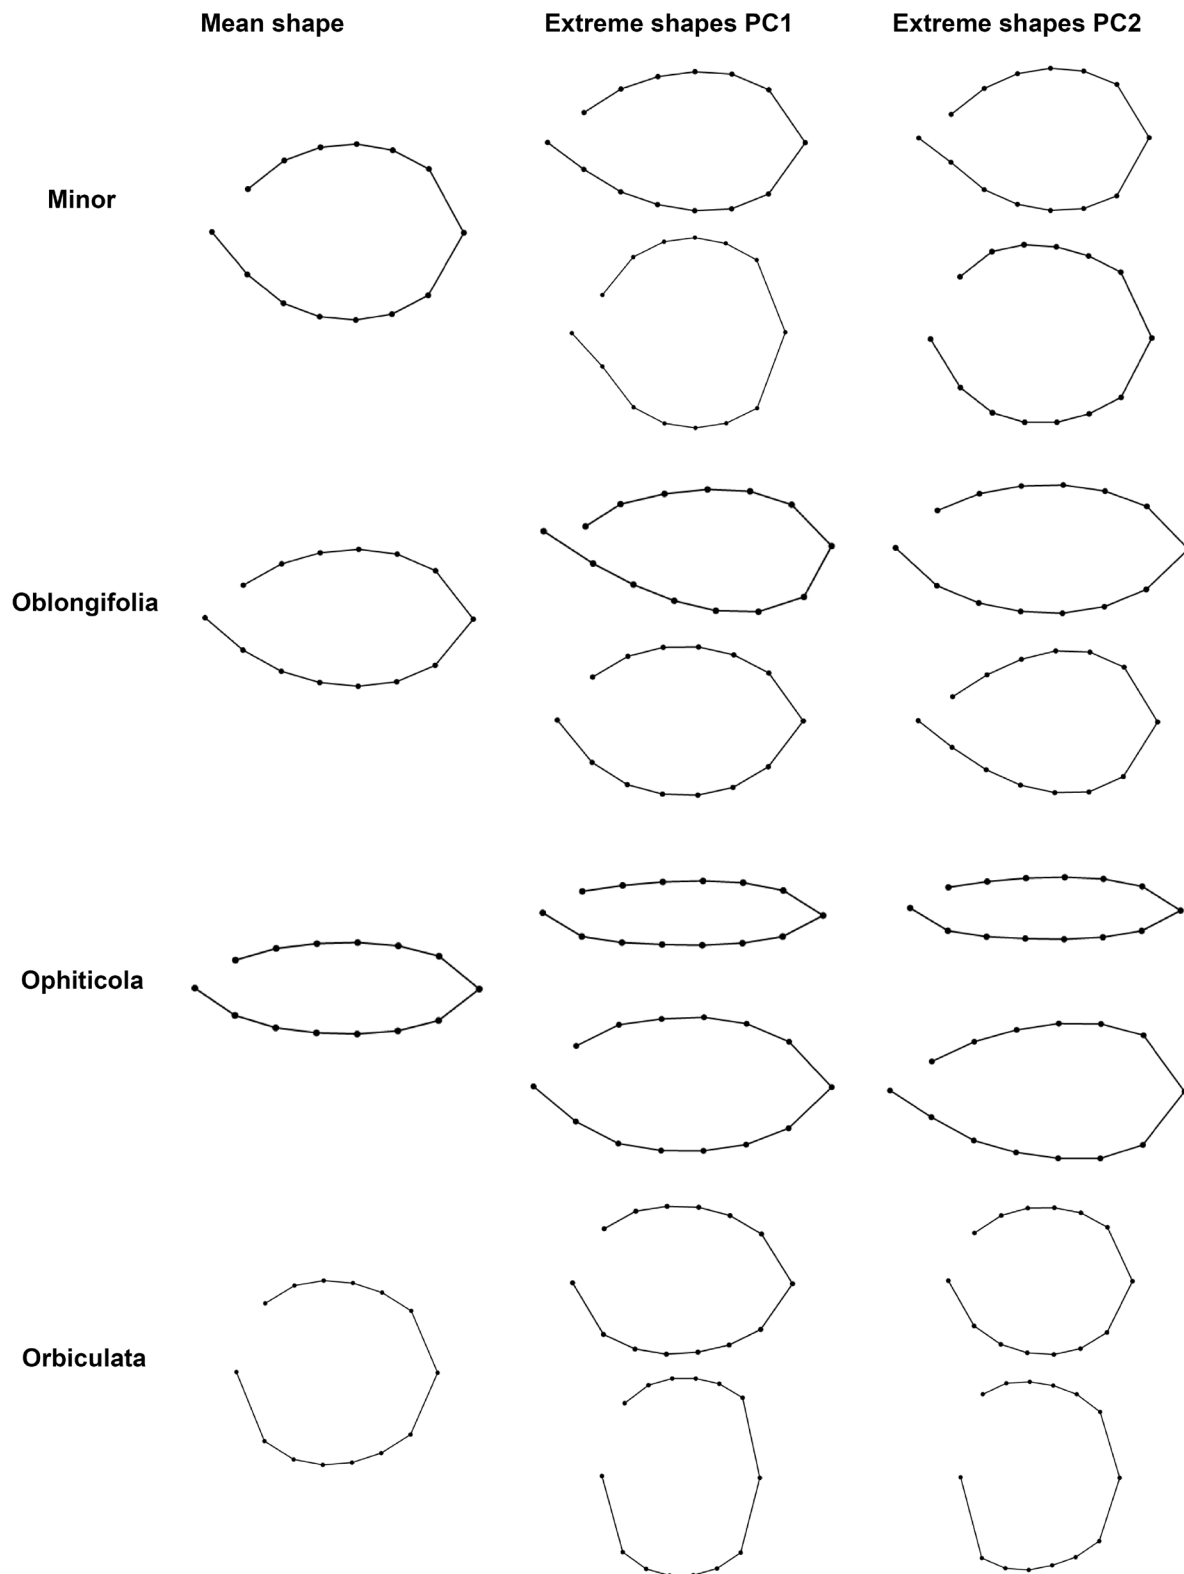 Mean shape
Extreme shapes PC1
Extreme shapes PC2
Minor
Oblongifolia
Ophiticola
Orbiculata